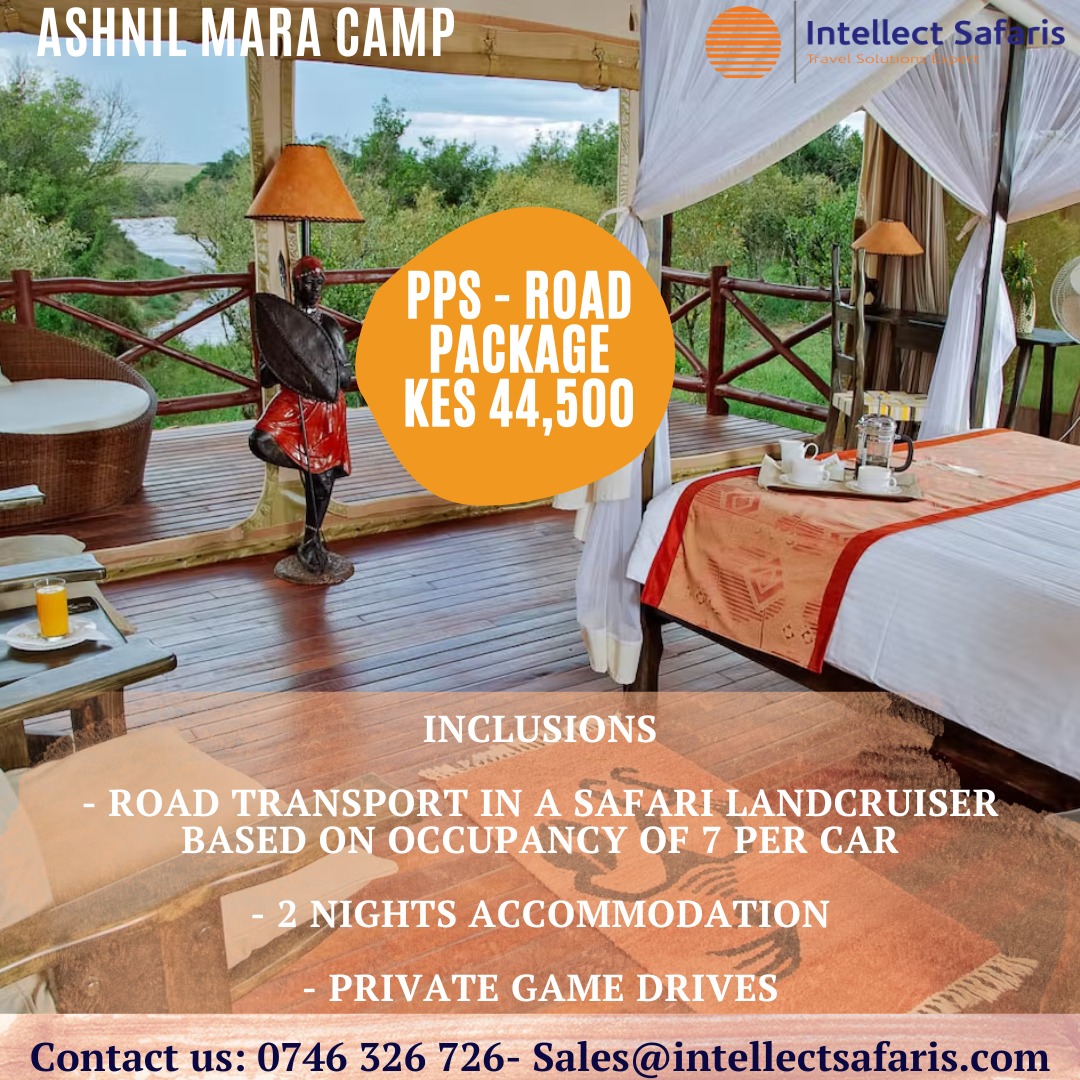 ASHNIL MARA CAMP
Intellect Safaris
Travel Solutions Expert
PPS - ROAD
PACKAGE
KES 44,500
INCLUSIONS
- ROAD TRANSPORT IN A SAFARI LANDCRUISER
BASED ON OCCUPANCY OF 7 PER CAR
- 2 NIGHTS ACCOMMODATION
- PRIVATE GAME DRIVES
Contact us: 0746 326 726- Sales@intellectsafaris.com